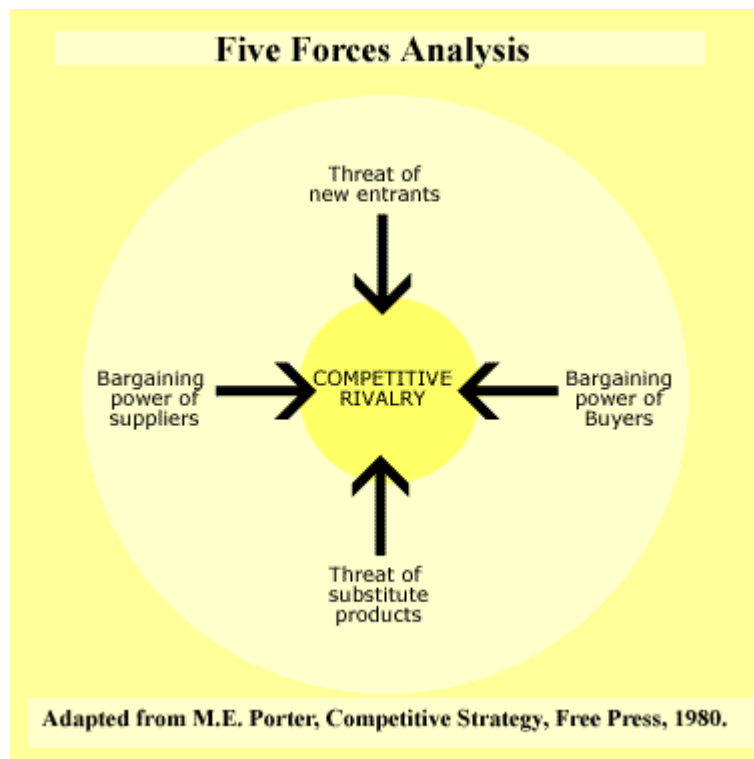 Five Forces Analysis
Threat of
new entrants
Bargaining
power of
suppliers
COMPETITIVE
RIVALRY
Bargaining
power of
Buyers
Threat of
substitute
products
Adapted from M.E. Porter, Competitive Strategy, Free Press, 1980.